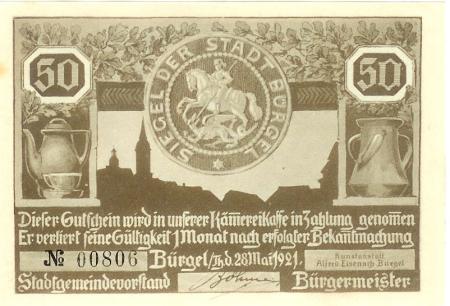 50
SIEGEL DER STADT BÜRGEL
50
Dieser Gutschein wird in unserer Kämmereikasse in Zahlung genommen
Er verliert seine Gültigkeit 1 Monat nach erfolgter Bekanntmachung
№ 00806
Bürgel /Th. d. 28. Mai 1921.
Kunstanstalt
Alfred Eisenach-Bürgel
Stadtgemeindevorstand
Böhme
Bürgermeister